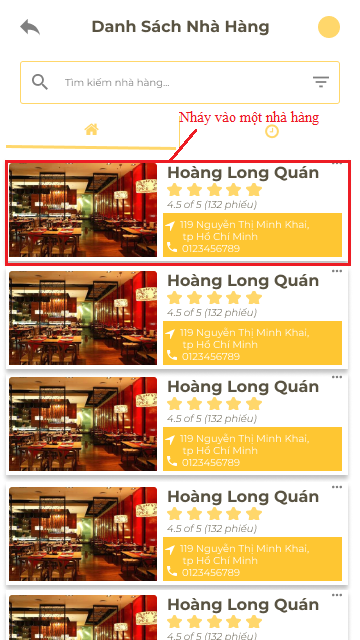 Danh Sách Nhà Hàng
Tìm kiếm nhà hàng...
Nháy vào một nhà hàng
Hoàng Long Quán
4.5 of 5 (132 phiếu)
119 Nguyễn Thị Minh Khai,
tp Hồ Chí Minh
0123456789
Hoàng Long Quán
4.5 of 5 (132 phiếu)
119 Nguyễn Thị Minh Khai,
tp Hồ Chí Minh
0123456789
Hoàng Long Quán
4.5 of 5 (132 phiếu)
119 Nguyễn Thị Minh Khai,
tp Hồ Chí Minh
0123456789
Hoàng Long Quán
4.5 of 5 (132 phiếu)
119 Nguyễn Thị Minh Khai,
tp Hồ Chí Minh
0123456789
Hoàng Long Quán
4.5 of 5 (132 phiếu)